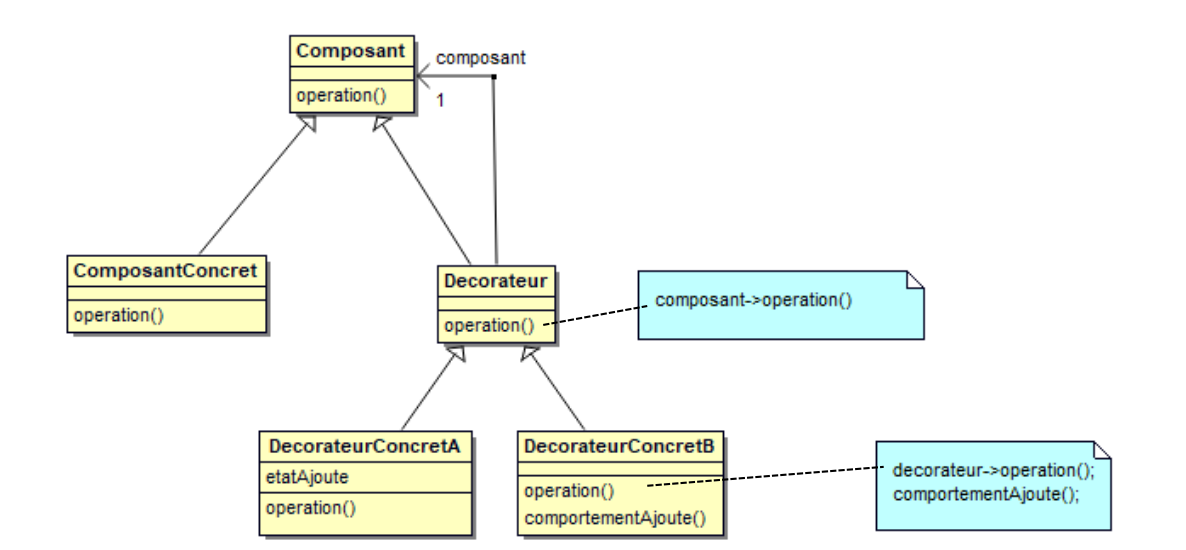 Composant
operation()
composant
1
ComposantConcret
operation()
Decorateur
operation()
composant->operation()
DecorateurConcretA
etatAjoute
operation()
DecorateurConcretB
operation()
comportementAjoute()
decorateur->operation();
comportementAjoute();